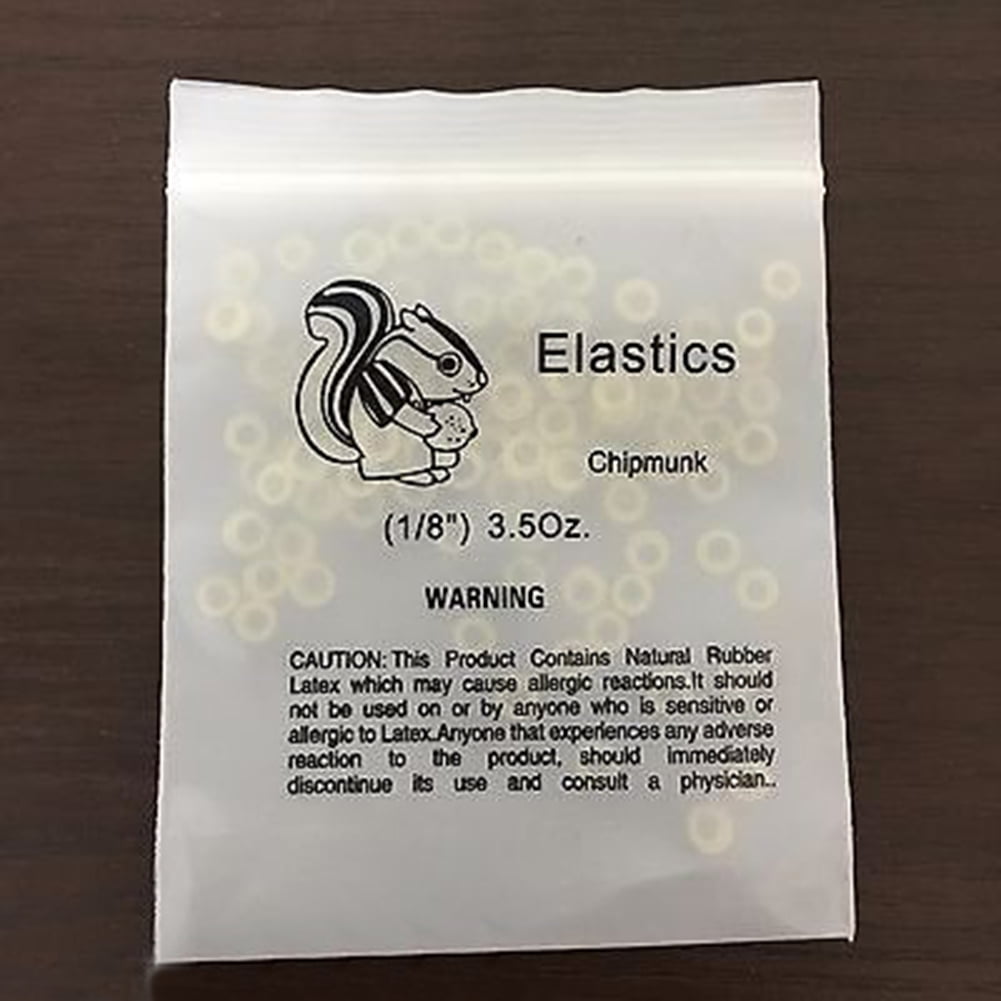 Elastics
Chipmunk
(1/8") 3.5Oz.
WARNING
CAUTION: This Product Contains Natural Rubber
Latex which may cause allergic reactions.It should
not be used on or by anyone who is sensitive or
allergic to Latex.Anyone that experiences any adverse
reaction to the product, should immediately
discontinue its use and consult a physician..